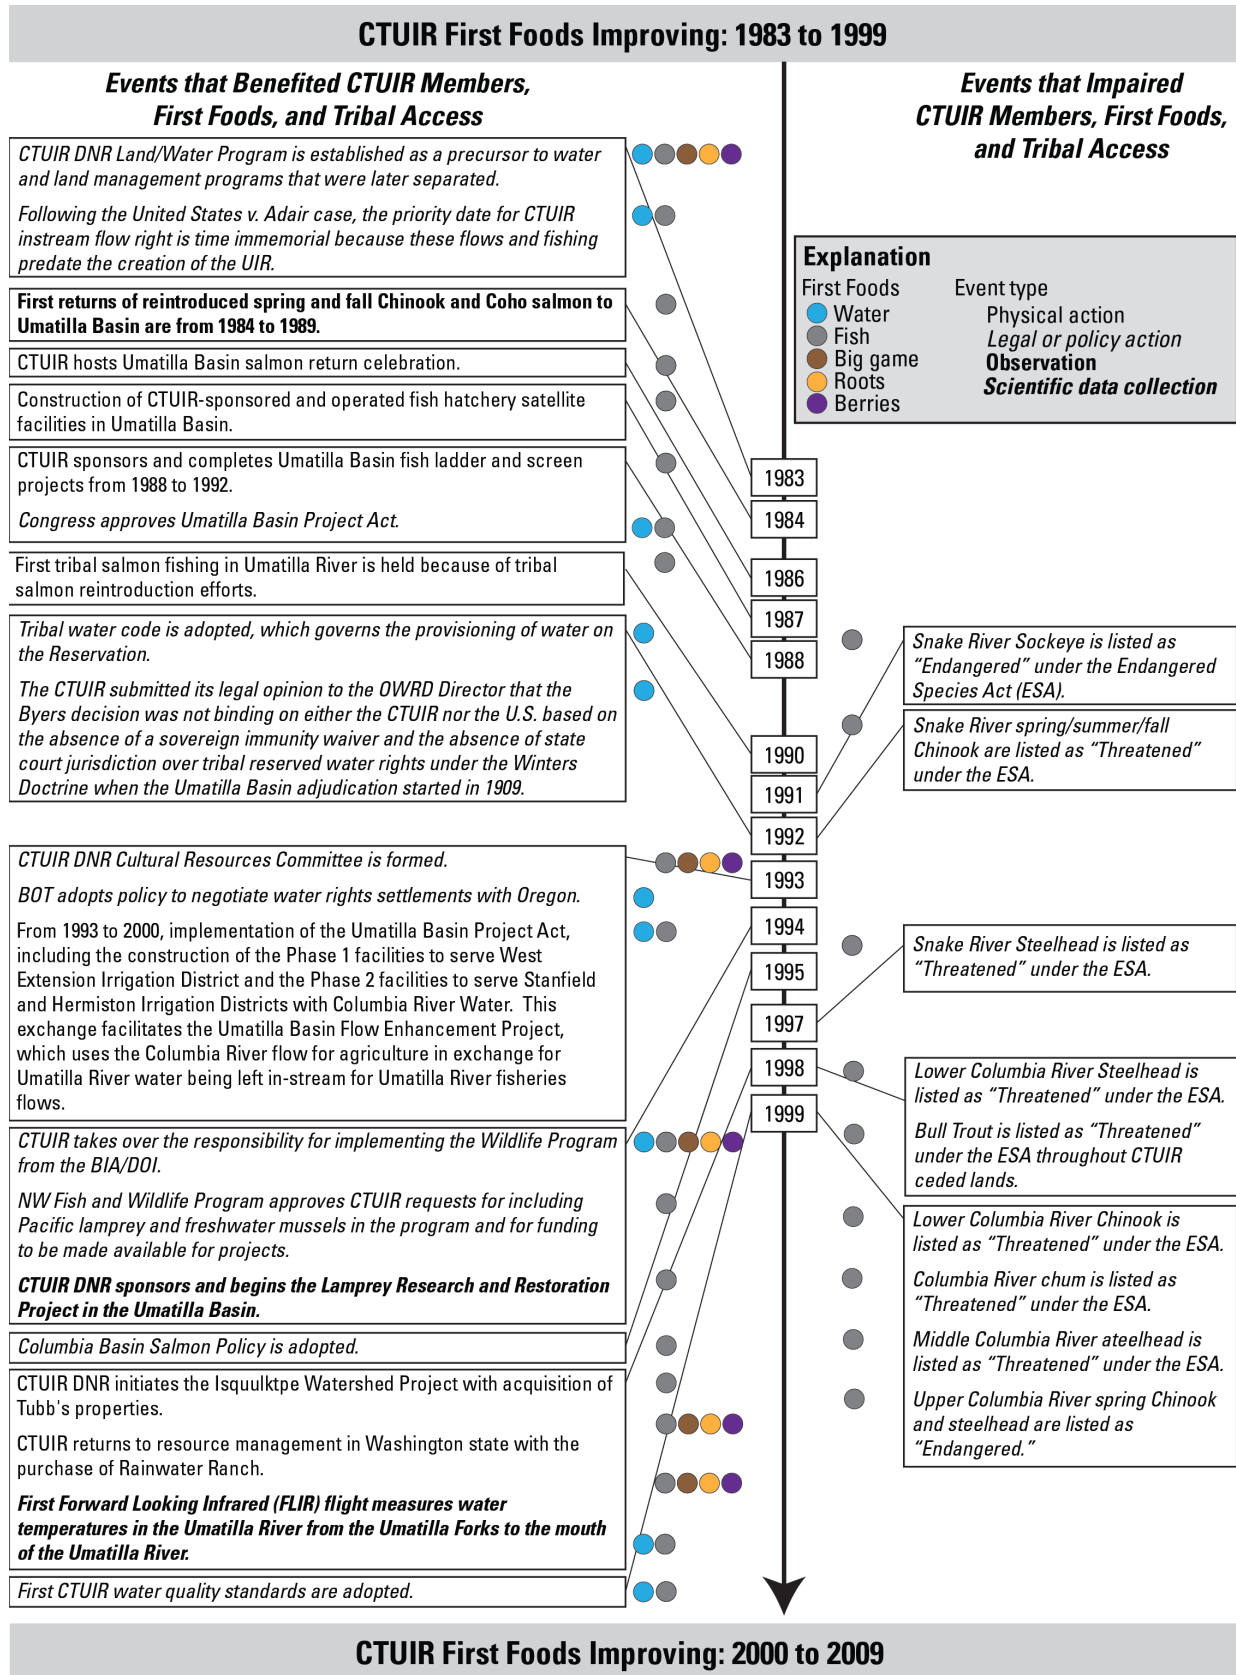 CTUIR First Foods Improving: 1983 to 1999
Events that Benefited CTUIR Members,
First Foods, and Tribal Access
CTUIR DNR Land/Water Program is established as a precursor to water
and land management programs that were later separated.
Following the United States v. Adair case, the priority date for CTUIR
instream flow right is time immemorial because these flows and fishing
predate the creation of the UIR.
First returns of reintroduced spring and fall Chinook and Coho salmon to
Umatilla Basin are from 1984 to 1989.
CTUIR hosts Umatilla Basin salmon return celebration.
Construction of CTUIR-sponsored and operated fish hatchery satellite
facilities in Umatilla Basin.
CTUIR sponsors and completes Umatilla Basin fish ladder and screen
projects from 1988 to 1992.
Congress approves Umatilla Basin Project Act.
First tribal salmon fishing in Umatilla River is held because of tribal
salmon reintroduction efforts.
Tribal water code is adopted, which governs the provisioning of water on
the Reservation.
The CTUIR submitted its legal opinion to the OWRD Director that the
Byers decision was not binding on either the CTUIR nor the U.S. based on
the absence of a sovereign immunity waiver and the absence of state
court jurisdiction over tribal reserved water rights under the Winters
Doctrine when the Umatilla Basin adjudication started in 1909.
CTUIR DNR Cultural Resources Committee is formed.
BOT adopts policy to negotiate water rights settlements with Oregon.
From 1993 to 2000, implementation of the Umatilla Basin Project Act,
including the construction of the Phase 1 facilities to serve West
Extension Irrigation District and the Phase 2 facilities to serve Stanfield
and Hermiston Irrigation Districts with Columbia River Water. This
exchange facilitates the Umatilla Basin Flow Enhancement Project,
which uses the Columbia River flow for agriculture in exchange for
Umatilla River water being left in-stream for Umatilla River fisheries
flows.
CTUIR takes over the responsibility for implementing the Wildlife Program
from the BIA/DOI.
NW Fish and Wildlife Program approves CTUIR requests for including
Pacific lamprey and freshwater mussels in the program and for funding
to be made available for projects.
CTUIR DNR sponsors and begins the Lamprey Research and Restoration
Project in the Umatilla Basin.
Columbia Basin Salmon Policy is adopted.
CTUIR DNR initiates the Isquulktpe Watershed Project with acquisition of
Tubb's properties.
CTUIR returns to resource management in Washington state with the
purchase of Rainwater Ranch.
First Forward Looking Infrared (FLIR) flight measures water
temperatures in the Umatilla River from the Umatilla Forks to the mouth
of the Umatilla River.
First CTUIR water quality standards are adopted.
1983
1984
1986
1987
1988
1990
1991
1992
1993
1994
1995
1997
1998
1999
Events that Impaired
CTUIR Members, First Foods,
and Tribal Access
Explanation
First Foods
Water
Fish
Big game
Roots
Berries
Event type
Physical action
Legal or policy action
Observation
Scientific data collection
Snake River Sockeye is listed as
“Endangered” under the Endangered
Species Act (ESA).
Snake River spring/summer/fall
Chinook are listed as “Threatened”
under the ESA.
Snake River Steelhead is listed as
“Threatened” under the ESA.
Lower Columbia River Steelhead is
listed as “Threatened” under the ESA.
Bull Trout is listed as “Threatened”
under the ESA throughout CTUIR
ceded lands.
Lower Columbia River Chinook is
listed as “Threatened” under the ESA.
Columbia River chum is listed as
“Threatened” under the ESA.
Middle Columbia River ateelhead is
listed as “Threatened” under the ESA.
Upper Columbia River spring Chinook
and steelhead are listed as
“Endangered.”
CTUIR First Foods Improving: 2000 to 2009